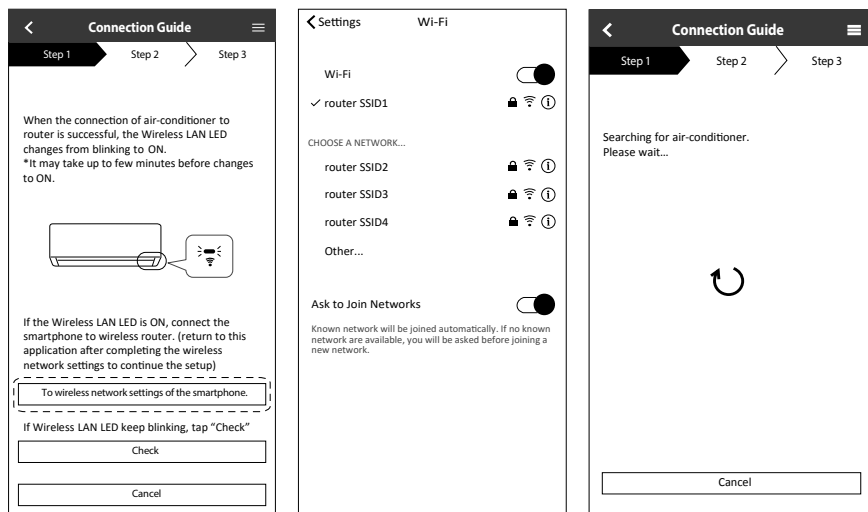 Connection Guide
Step 1
Step 2
Step 3
When the connection of air-conditioner to
router is successful, the Wireless LAN LED
changes from blinking to ON.
*It may take up to few minutes before changes
to ON.
If the Wireless LAN LED is ON, connect the
smartphone to wireless router. (return to this
application after completing the wireless
network settings to continue the setup)
To wireless network settings of the smartphone.
If Wireless LAN LED keep blinking, tap “Check”
Check
Cancel
Settings
Wi-Fi
Wi-Fi
router SSID1
CHOOSE A NETWORK...
router SSID2
router SSID3
router SSID4
Other...
Ask to Join Networks
Known network will be joined automatically. If no known
network are available, you will be asked before joining a
new network.
Connection Guide
Step 1
Step 2
Step 3
Searching for air-conditioner.
Please wait...
Cancel